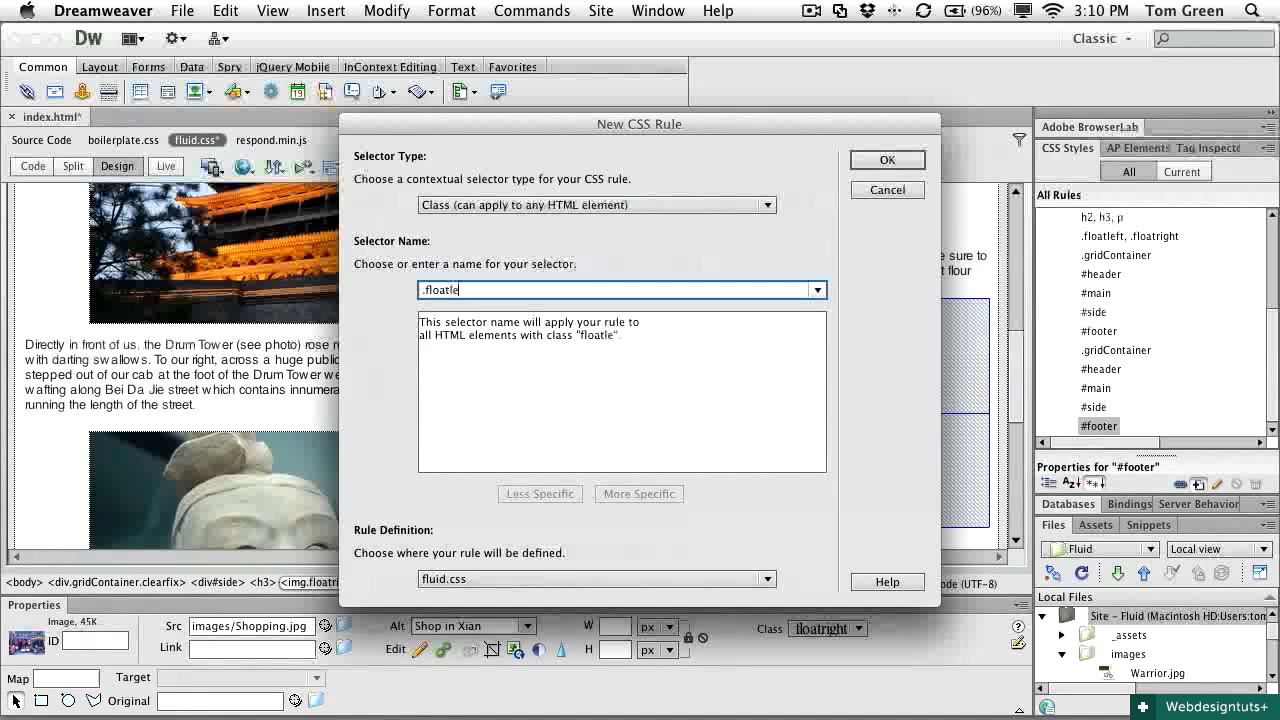 Dreamweaver File Edit View Insert Modify Format Commands Site Window Help (96%) 3:10 PM Tom Green
Dw Classic
Common Layout Forms Data Spry jQuery Mobile InContext Editing Text Favorites
19
index.html*
Source Code boilerplate.css fluid.css* respond.min.js
Code Split Design Live
New CSS Rule
Selector Type:
Choose a contextual selector type for your CSS rule.
Class (can apply to any HTML element)
Selector Name:
Choose or enter a name for your selector.
.floatle
This selector name will apply your rule to
all HTML elements with class "floatle".
Less Specific More Specific
Rule Definition:
Choose where your rule will be defined.
fluid.css
OK
Cancel
Help
Directly in front of us, the Drum Tower (see photo) rose
with darting swallows. To our right, across a huge public
stepped out of our cab at the foot of the Drum Tower
wafting along Bei Da Jie street which contains
running the length of the street.
sure to
flour
<body> <div.gridContainer.clearfix> <div#side> <h3> <img.floatri
(UTF-8)
Adobe BrowserLab
CSS Styles AP Elements Tag Inspecto
All Current
All Rules
h2, h3, p
.floatleft, .floatright
.gridContainer
#header
#main
#side
#footer
.gridContainer
#header
#main
#side
#footer
Properties for "#footer"
Databases Bindings Server Behavior
Files Assets Snippets
Fluid Local view
Local Files
Site - Fluid (Macintosh HD:Users:tom
_assets
images
Warrior.jpg
Properties
Image, 45K
ID
Src images/Shopping.jpg
Link
Alt Shop in Xian
Edit
W px
H px
Class floatright
Map Target
Original
Webdesigntuts+